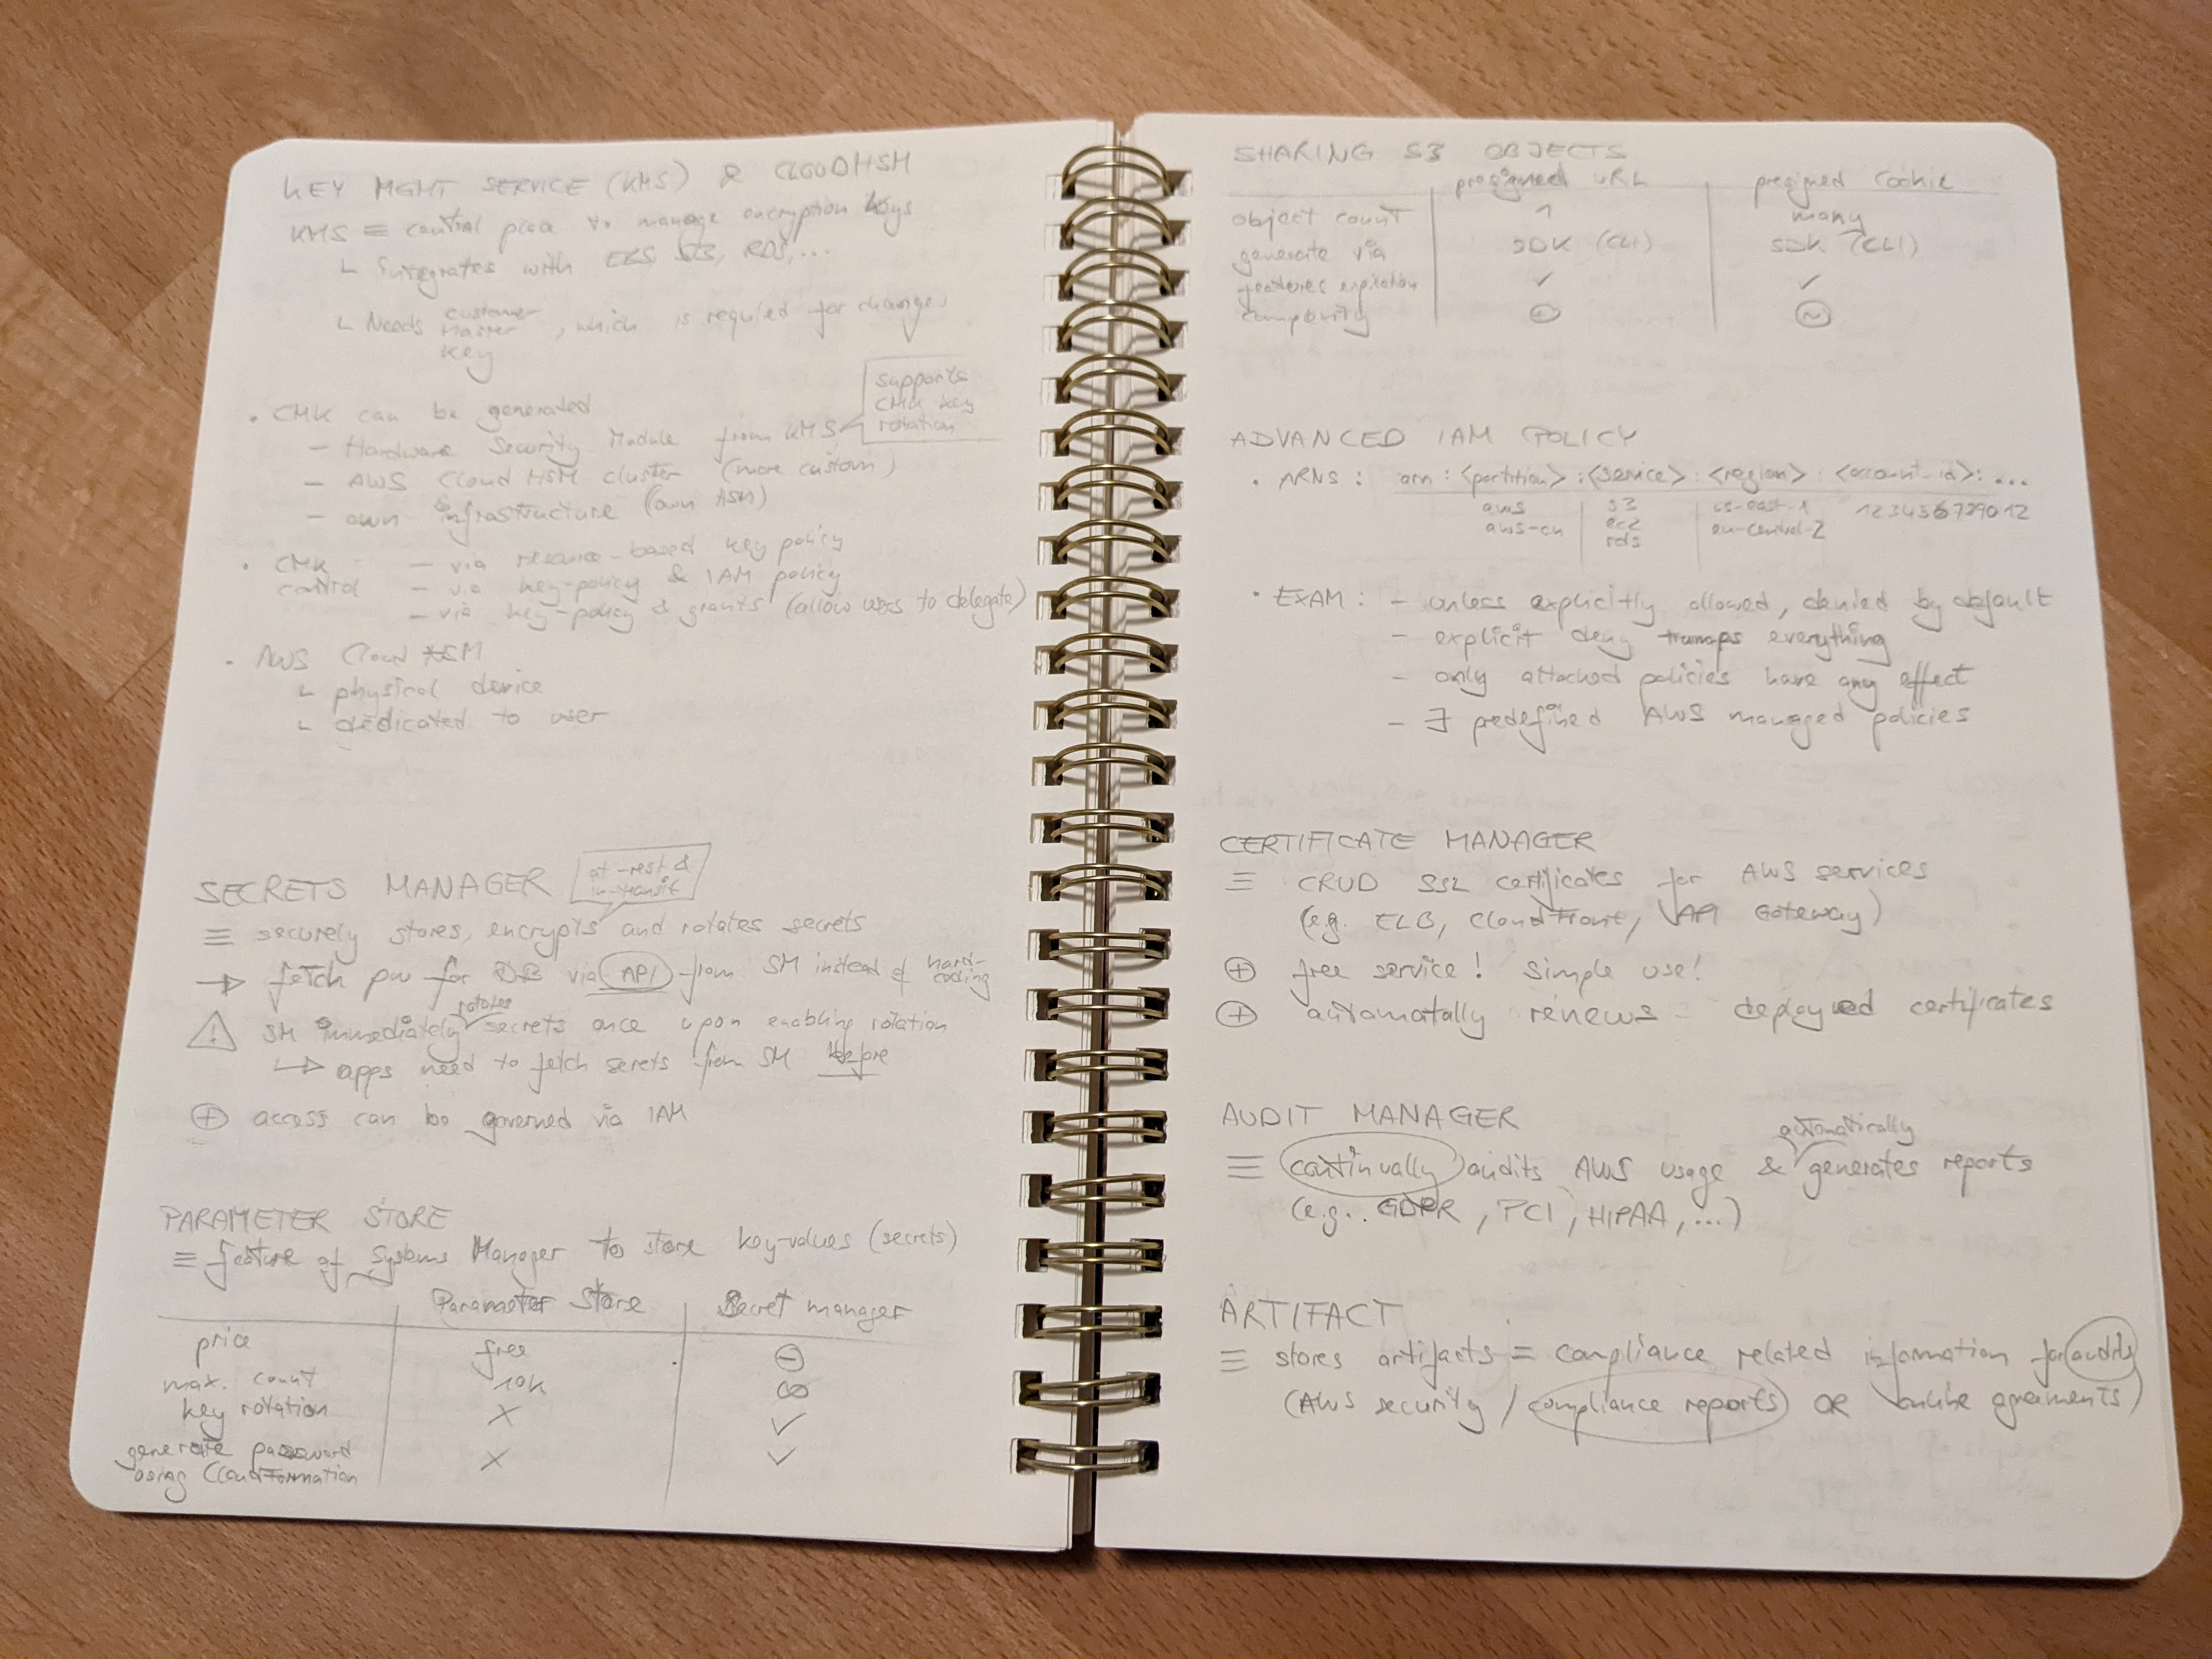 KEY MGMT SERVICE (KMS) & CLOUDHSM
KMS ≡ central place to manage encryption keys
└ integrates with EBS, S3, RDS, ...
└ Needs customer master key, which is required for changes
• CMK can be generated
– Hardware Security Module from KMS
supports
CMK key
rotation
– AWS Cloud HSM cluster (more custom)
– own infrastructure (own HSM)
• CMK control
– via resource-based key policy
– via key-policy & IAM policy
– via key-policy & grants (allow users to delegate)
• AWS Cloud HSM
└ physical device
└ dedicated to user
SECRETS MANAGER
at-rest &
in-transit
≡ securely stores, encrypts and rotates secrets
→ fetch pw for DB via API from SM instead of hard-coding
⚠ SM immediately rotates secrets once upon enabling rotation
↳ apps need to fetch serets from SM before
⊕ access can be governed via IAM
PARAMETER STORE
≡ feature of Systems Manager to store key-values (secrets)
Parameter Store | Secret manager
price | free | ⊖
max. count | 10K | ∞
key rotation | ✗ | ✓
generate password
using CloudFormation | ✗ | ✓
SHARING S3 OBJECTS
presigned URL | presigned cookie
object count | 1 | many
generate via | SDK (CLI) | SDK (CLI)
features expiration | ✓ | ✓
complexity | ⊕ | ~
ADVANCED IAM POLICY
• ARNS : arn : <partition> : <service> : <region> : <account-id> : ...
aws | s3 | us-east-1 | 123456789012
aws-cn | ec2 | eu-central-2
rds
• EXAM : – unless explicitly allowed, denied by default
– explicit deny trumps everything
– only attached policies have any effect
– ∃ predefined AWS managed policies
CERTIFICATE MANAGER
≡ CRUD SSL certificates for AWS services
(e.g. ELB, CloudFront, API Gateway)
⊕ free service! Simple use!
⊕ automatally renews deployed certificates
AUDIT MANAGER
≡ continually audits AWS usage & automatically generates reports
(e.g. GDPR, PCI, HIPAA, ...)
ARTIFACT
≡ stores artifacts = compliance related information for audits
(AWS security / compliance reports) OR online agreements)